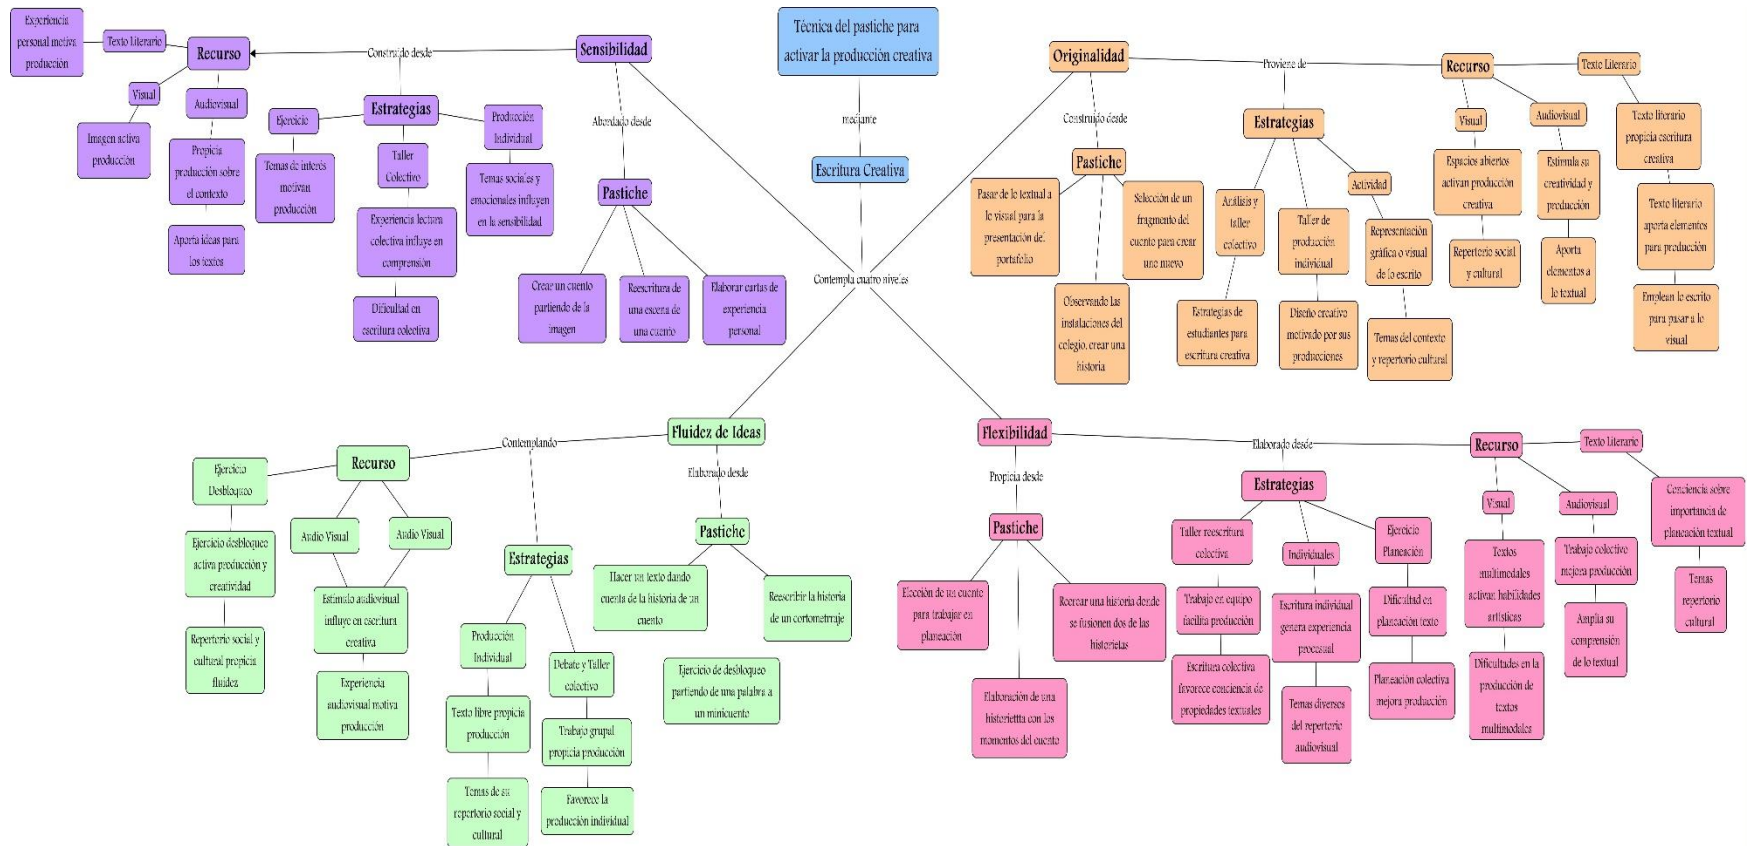 Técnica del pastiche para
activar la producción creativa
mediante
Escritura Creativa
Contempla cuatro niveles
Sensibilidad
Construido desde
Recurso
Texto Literario
Experiencia
personal motiva
producción
Visual
Imagen activa
producción
Audiovisual
Propicia
producción sobre
el contexto
Aporta ideas para
los textos
Estrategias
Ejercicio
Temas de interés
motivan
producción
Taller
Colectivo
Experiencia lectura
colectiva influye en
comprensión
Dificultad en
escritura colectiva
Producción
Individual
Temas sociales y
emocionales influyen
en la sensibilidad
Abordado desde
Pastiche
Crear un cuento
partiendo de la
imagen
Reescritura de
una escena de
una cuento
Elaborar cartas de
experiencia
personal
Originalidad
Construido desde
Pastiche
Pasar de lo textual a
lo visual para la
presentación del
portafolio
Observando las
instalaciones del
colegio, crear una
historia
Selección de un
fragmento del
cuento para crear
uno nuevo
Proviene de
Estrategias
Análisis y
taller
colectivo
Estrategias de
estudiantes para
escritura creativa
Taller de
producción
individual
Diseño creativo
motivado por sus
producciones
Actividad
Representación
gráfica o visual
de lo escrito
Temas del contexto
y repertorio cultural
Recurso
Visual
Espacios abiertos
activan producción
creativa
Repertorio social
y cultural
Audiovisual
Estimula su
creatividad y
producción
Aporta
elementos a
lo textual
Texto Literario
Texto literario
propicia escritura
creativa
Texto literario
aporta elementos
para producción
Emplean lo escrito
para pasar a lo
visual
Fluidez de Ideas
Contemplando
Recurso
Ejercicio
Desbloqueo
Ejercicio desbloqueo
activa producción y
creatividad
Repertorio social y
cultural propicia
fluidez
Audio Visual
Audio Visual
Estímulo audiovisual
influye en escritura
creativa
Experiencia
audiovisual motiva
producción
Estrategias
Producción
Individual
Texto libre propicia
producción
Temas de su
repertorio social y
cultural
Debate y Taller
colectivo
Trabajo grupal
propicia producción
Favorece la
producción individual
Elaborado desde
Pastiche
Hacer un texto dando
cuenta de la historia de un
cuento
Reescribir la historia
de un cortometrraje
Ejercicio de desbloqueo
partiendo de una palabra a
un minicuento
Flexibilidad
Propicia desde
Pastiche
Elección de un cuento
para trabajar en
planeación
Elaboración de una
historiettta con los
momentos del cuento
Recrear una historia donde
se fusionen dos de las
historietas
Elaborado desde
Estrategias
Taller reescritura
colectiva
Trabajo en equipo
facilita producción
Escritura colectiva
favorece conciencia de
propiedades textuales
Individuales
Escritura individual
genera experiencia
procesual
Temas diversos
del repertorio
audiovisual
Ejercicio
Planeación
Dificultad en
planeación texto
Planeación colectiva
mejora producción
Recurso
Visual
Textos
multimodales
activan habilidades
artísticas
Dificultades en la
producción de
textos
multimodales
Audiovisual
Trabajo colectivo
mejora producción
Amplia su
comprensión
de lo textual
Texto Literario
Conciencia sobre
importancia de
planeación textual
Temas
repertorio
cultural